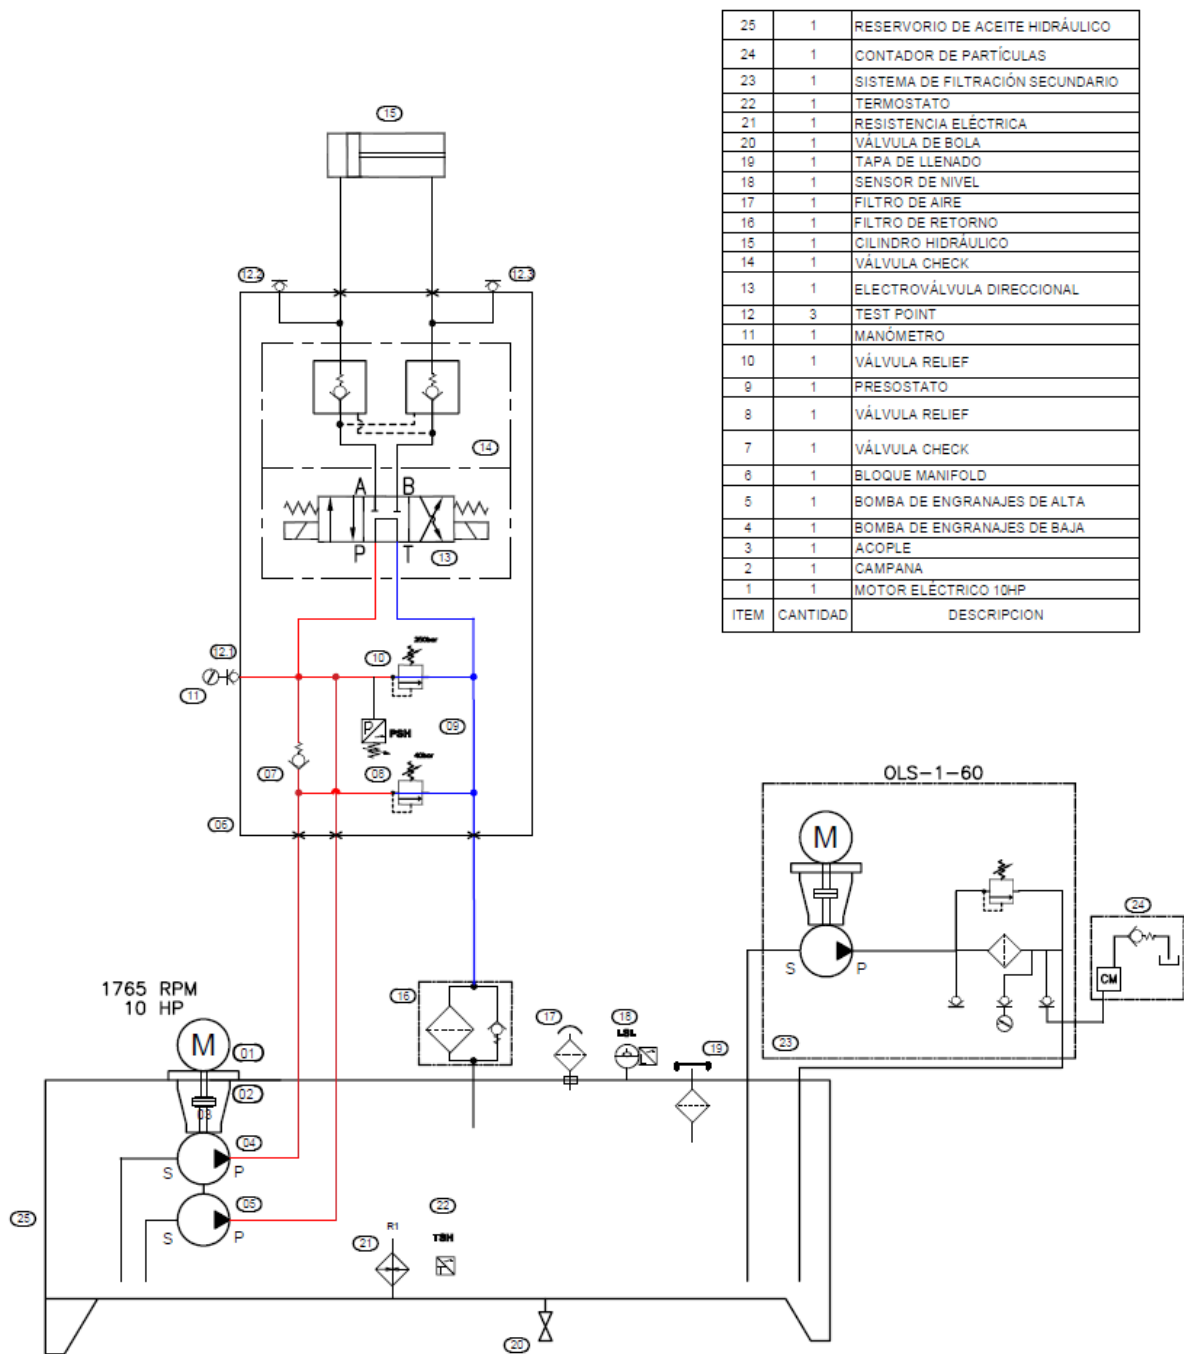 25 1 RESERVORIO DE ACEITE HIDRÁULICO
24 1 CONTADOR DE PARTÍCULAS
23 1 SISTEMA DE FILTRACIÓN SECUNDARIO
22 1 TERMOSTATO
21 1 RESISTENCIA ELÉCTRICA
20 1 VÁLVULA DE BOLA
19 1 TAPA DE LLENADO
18 1 SENSOR DE NIVEL
17 1 FILTRO DE AIRE
16 1 FILTRO DE RETORNO
15 1 CILINDRO HIDRÁULICO
14 1 VÁLVULA CHECK
13 1 ELECTROVÁLVULA DIRECCIONAL
12 3 TEST POINT
11 1 MANÓMETRO
10 1 VÁLVULA RELIEF
9 1 PRESOSTATO
8 1 VÁLVULA RELIEF
7 1 VÁLVULA CHECK
6 1 BLOQUE MANIFOLD
5 1 BOMBA DE ENGRANAJES DE ALTA
4 1 BOMBA DE ENGRANAJES DE BAJA
3 1 ACOPLE
2 1 CAMPANA
1 1 MOTOR ELÉCTRICO 10HP
ITEM CANTIDAD DESCRIPCION
15
12.2
12.3
14
A B
P T
13
12.1
10
11
P
PSH
09
07
08
40bar
06
OLS-1-60
M
S P
24
CM
23
1765 RPM
10 HP
M
01
02
03
04
S P
05
S P
16
17
18
LSL
19
25
R1
21
22
TSH
20